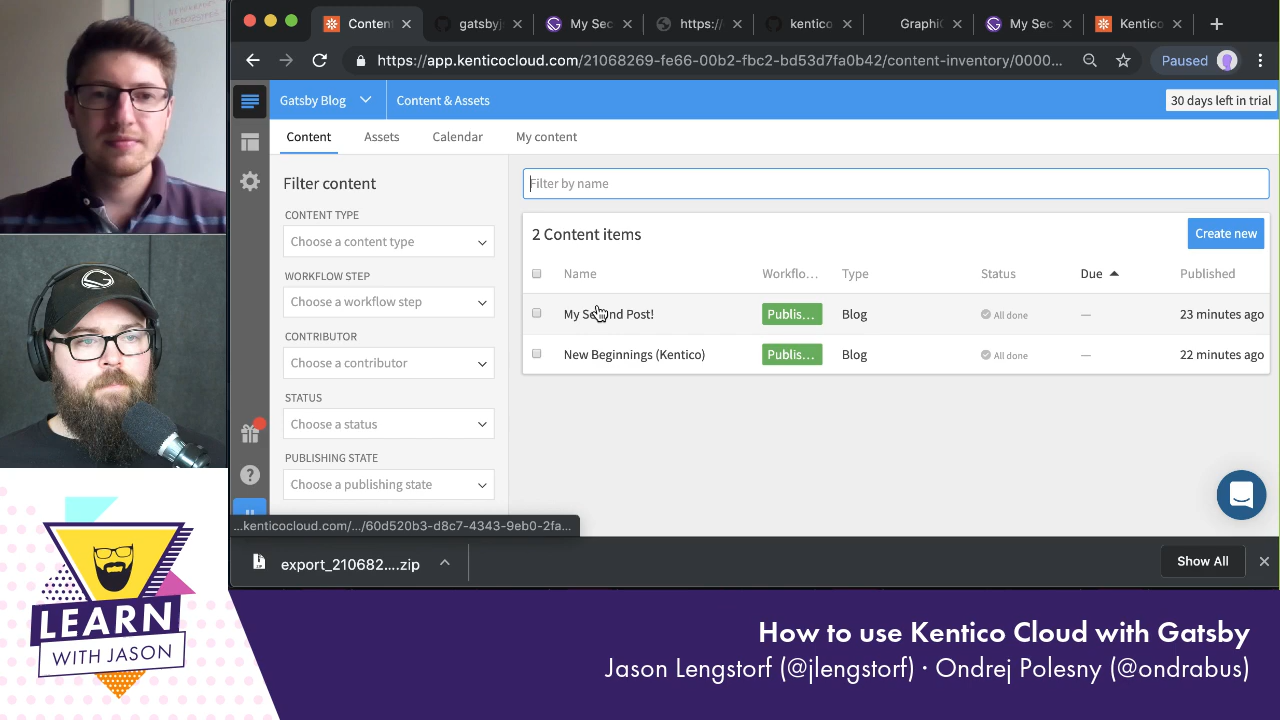 Content
gatsbyj
My Sec
https:/
kentico
GraphiC
My Sec
Kentico
https://app.kenticocloud.com/21068269-fe66-00b2-fbc2-bd53d7fa0b42/content-inventory/0000...
Paused
Gatsby Blog
Content & Assets
30 days left in trial
Content
Assets
Calendar
My content
Filter content
CONTENT TYPE
Choose a content type
WORKFLOW STEP
Choose a workflow step
CONTRIBUTOR
Choose a contributor
STATUS
Choose a status
PUBLISHING STATE
Choose a publishing state
Filter by name
2 Content items
Create new
Name Workflo... Type Status Due Published
My Second Post! Publis... Blog All done — 23 minutes ago
New Beginnings (Kentico) Publis... Blog All done — 22 minutes ago
...kenticocloud.com/.../60d520b3-d8c7-4343-9eb0-2fa...
export_210682....zip
Show All
LEARN
WITH JASON
How to use Kentico Cloud with Gatsby
Jason Lengstorf (@jlengstorf) · Ondrej Polesny (@ondrabus)